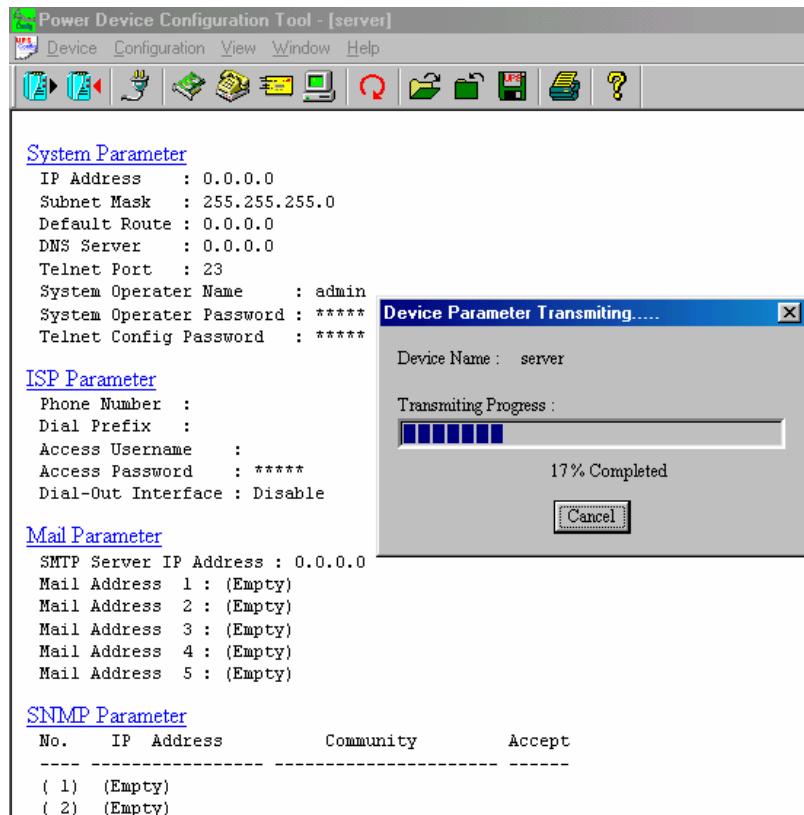 Power Device Configuration Tool - [server]
Device Configuration View Window Help
System Parameter
IP Address : 0.0.0.0
Subnet Mask : 255.255.255.0
Default Route : 0.0.0.0
DNS Server : 0.0.0.0
Telnet Port : 23
System Operater Name : admin
System Operater Password : *****
Telnet Config Password : *****
ISP Parameter
Phone Number :
Dial Prefix :
Access Username :
Access Password : *****
Dial-Out Interface : Disable
Mail Parameter
SMTP Server IP Address : 0.0.0.0
Mail Address 1 : (Empty)
Mail Address 2 : (Empty)
Mail Address 3 : (Empty)
Mail Address 4 : (Empty)
Mail Address 5 : (Empty)
SNMP Parameter
No. IP Address Community Accept
---- ----------------- ---------------------- ------
( 1) (Empty)
( 2) (Empty)
Device Parameter Transmiting.....
Device Name : server
Transmiting Progress :
17% Completed
Cancel